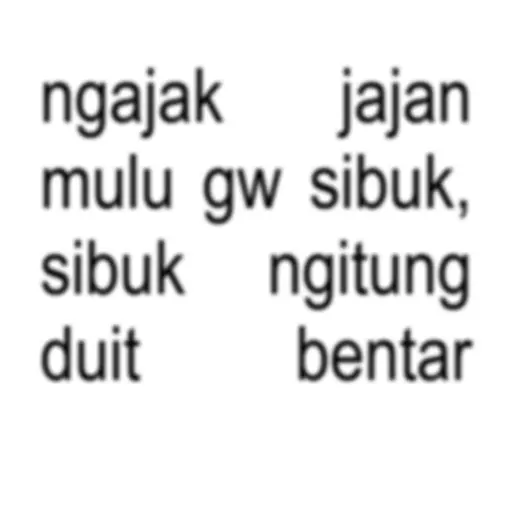 ngajak jajan
mulu gw sibuk,
sibuk ngitung
duit bentar